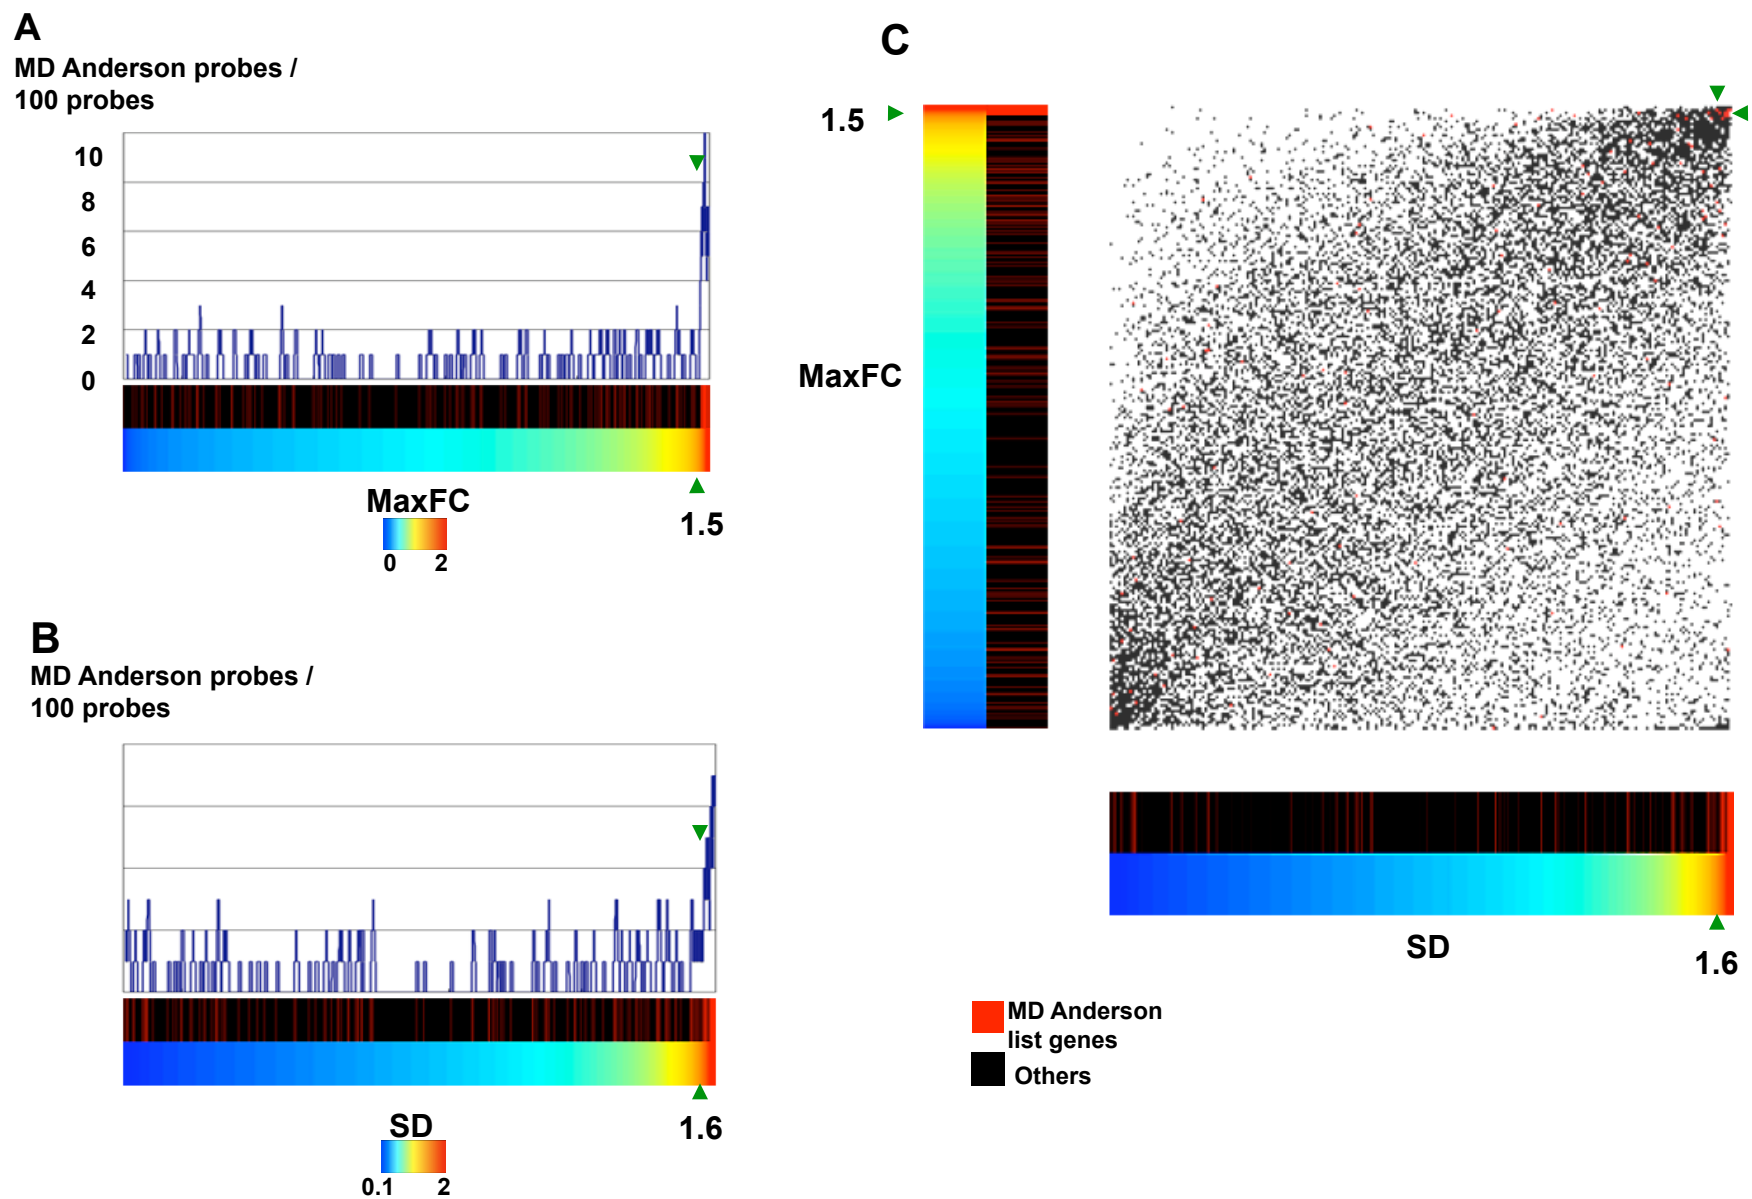 A
MD Anderson probes /
100 probes
10
8
6
4
2
0
MaxFC
0 2
1.5
B
MD Anderson probes /
100 probes
SD
0.1 2
1.6
C
1.5
MaxFC
SD
1.6
MD Anderson
list genes
Others